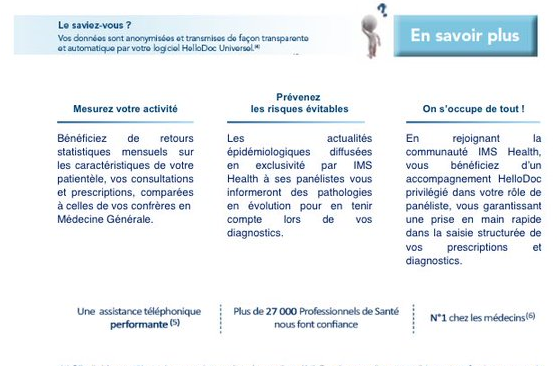 Le saviez-vous ?
Vos données sont anonymisées et transmises de façon transparente
et automatique par votre logiciel HelloDoc Universel.(4)
?
En savoir plus
Mesurez votre activité
Bénéficiez de retours
statistiques mensuels sur
les caractéristiques de votre
patientèle, vos consultations
et prescriptions, comparées
à celles de vos confrères en
Médecine Générale.
Prévenez
les risques évitables
Les actualités
épidémiologiques diffusées
en exclusivité par IMS
Health à ses panélistes vous
informeront des pathologies
en évolution pour en tenir
compte lors de vos
diagnostics.
On s'occupe de tout !
En rejoignant la
communauté IMS Health,
vous bénéficiez d'un
accompagnement HelloDoc
privilégié dans votre rôle de
panéliste, vous garantissant
une prise en main rapide
dans la saisie structurée de
vos prescriptions et
diagnostics.
Une assistance téléphonique
performante (5)
Plus de 27 000 Professionnels de Santé
nous font confiance
N°1 chez les médecins(6)